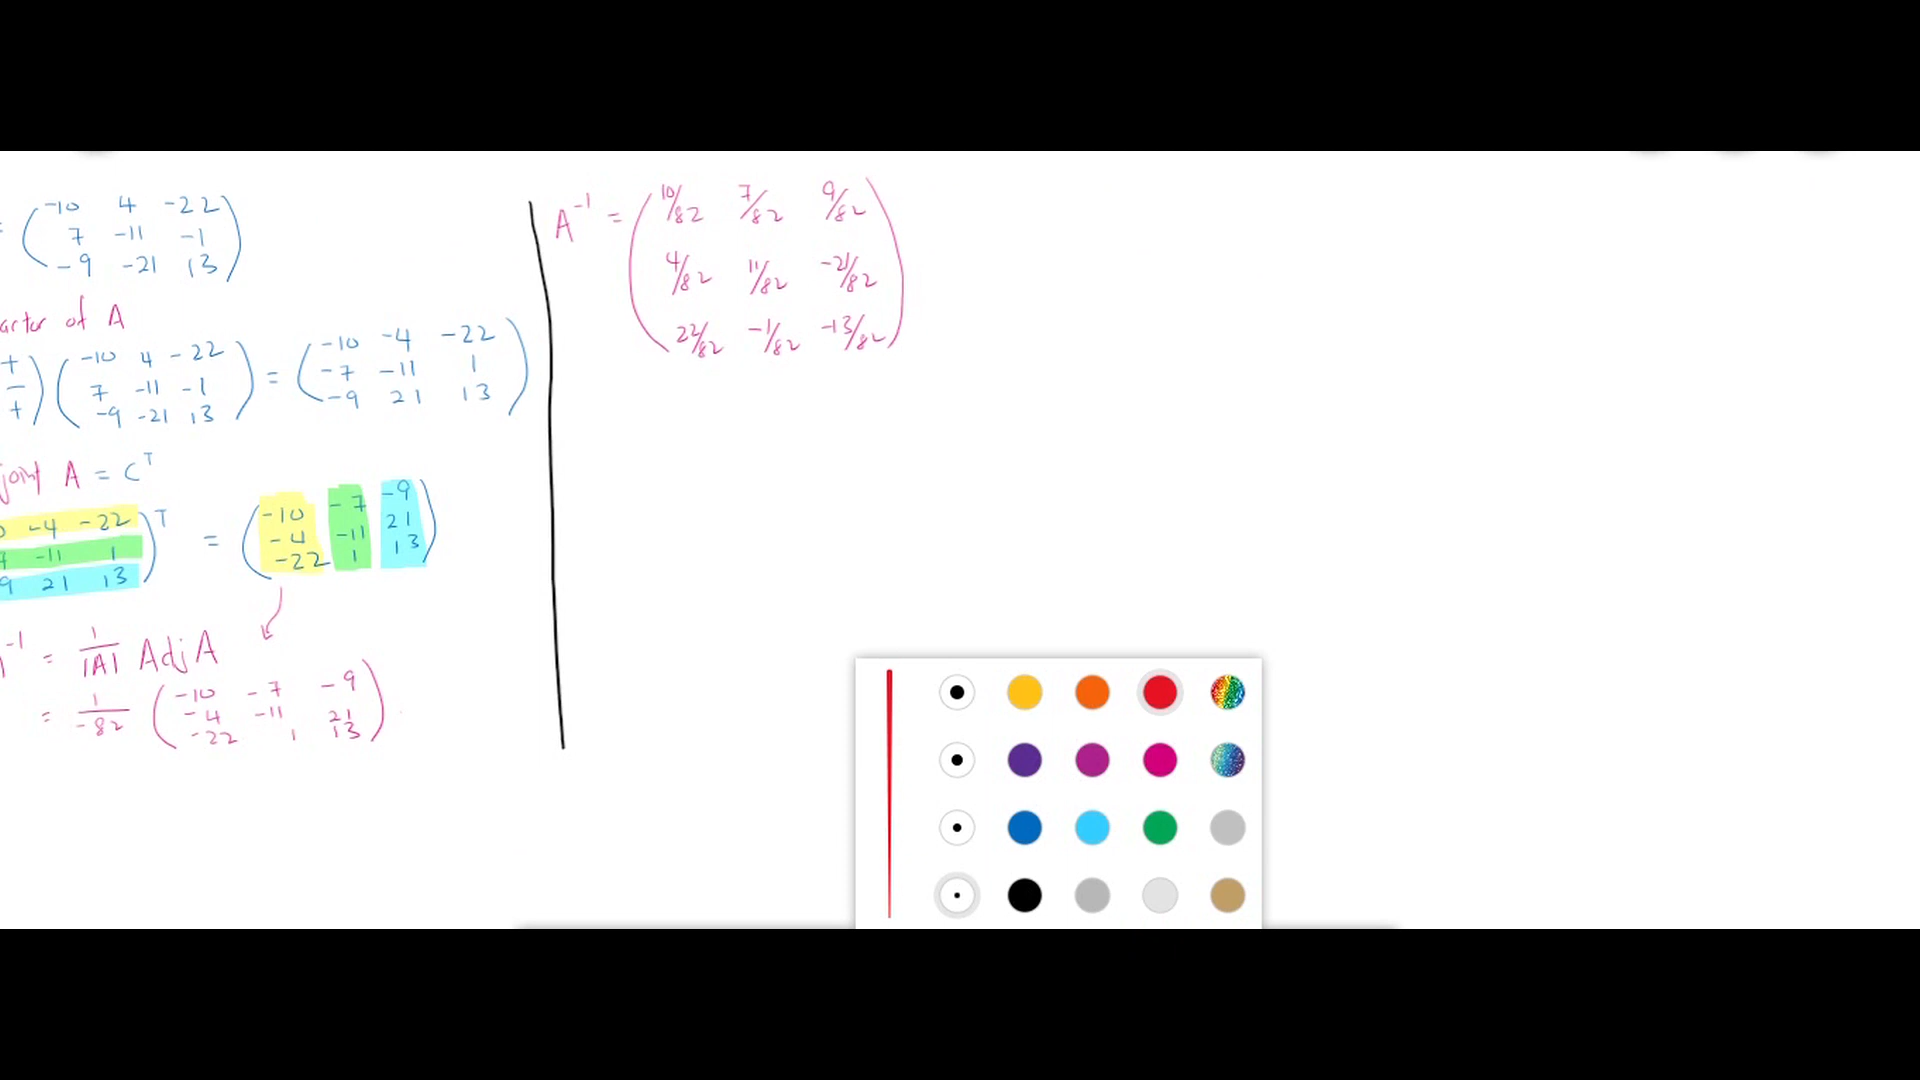 = (-10 4 -22
7 -11 -1
-9 -21 13)
of A
+ -10 4 -22 = (-10 -4 -22
- 7 -11 -1 -7 -11 1
+) (-9 -21 13) -9 21 13)
A = C^T
-4 -22 )^T = (-10 -7 -9
-11 1 -4 -11 21
9 21 13 -22 1 13)
^-1 = 1/|A| Adj A
= 1/-82 (-10 -7 -9
-4 -11 21
-22 1 13)
A^-1 = (10/82 7/82 9/82
4/82 11/82 -21/82
22/82 -1/82 -13/82)